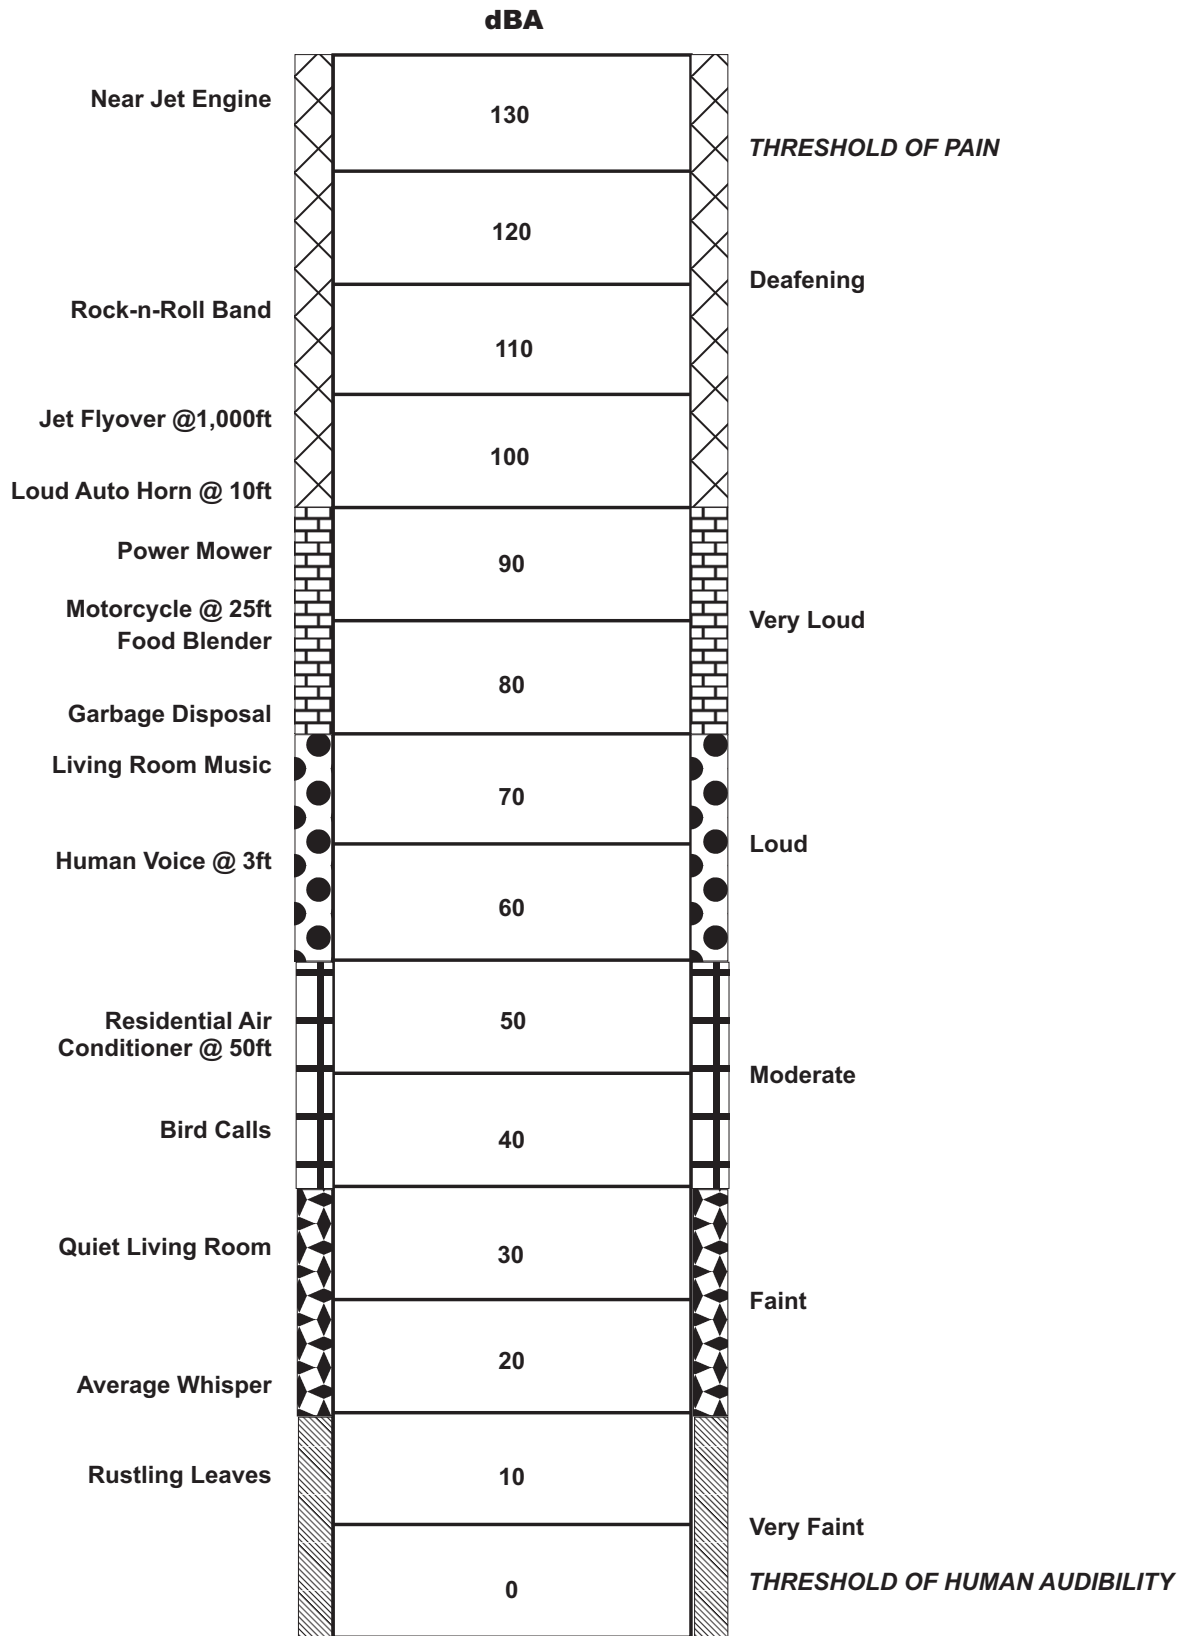 dBA
Near Jet Engine
130
THRESHOLD OF PAIN
120
Deafening
Rock-n-Roll Band
110
Jet Flyover @1,000ft
100
Loud Auto Horn @ 10ft
Power Mower
90
Motorcycle @ 25ft
Very Loud
Food Blender
80
Garbage Disposal
Living Room Music
70
Loud
Human Voice @ 3ft
60
50
Residential Air
Conditioner @ 50ft
Moderate
Bird Calls
40
Quiet Living Room
30
Faint
20
Average Whisper
Rustling Leaves
10
Very Faint
THRESHOLD OF HUMAN AUDIBILITY
0